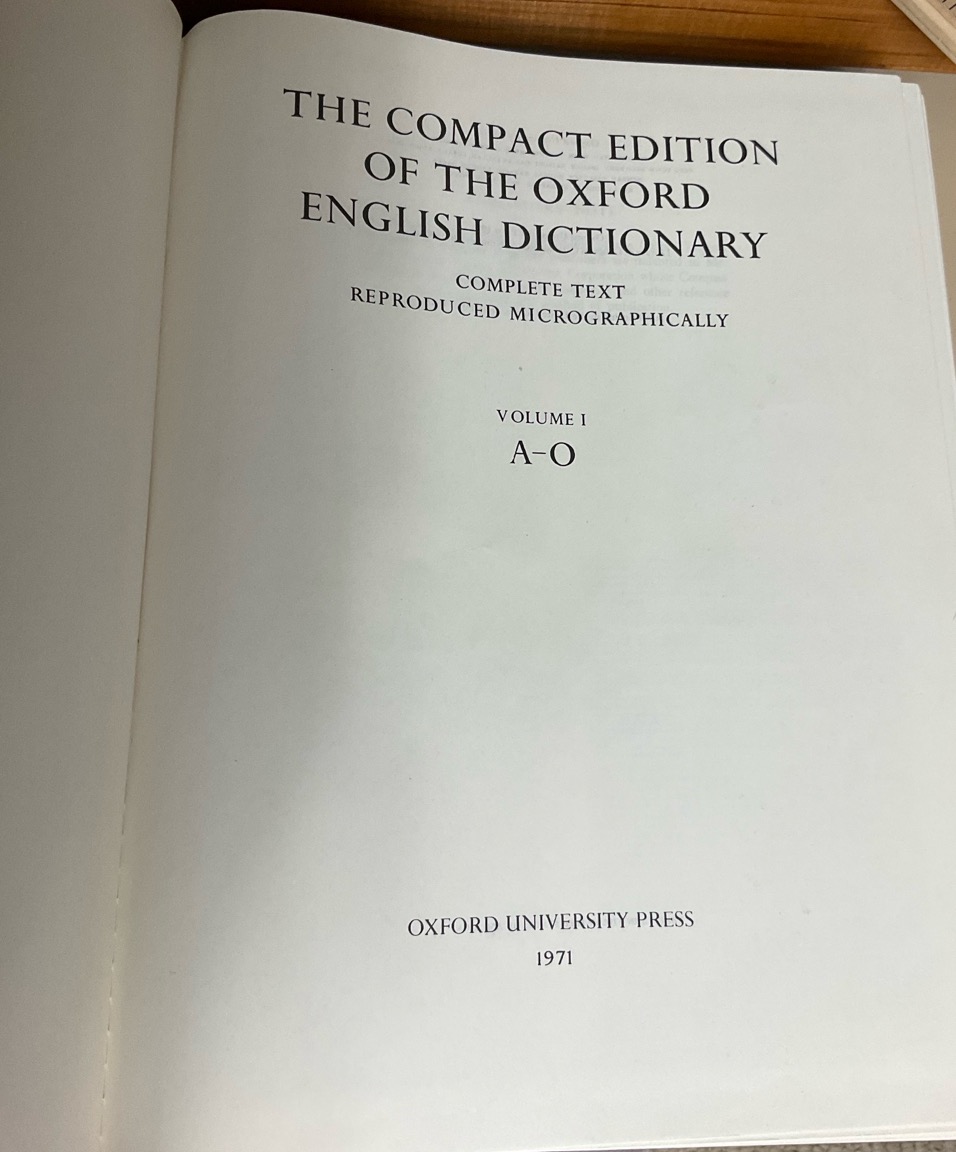 THE COMPACT EDITION
OF THE OXFORD
ENGLISH DICTIONARY
COMPLETE TEXT
REPRODUCED MICROGRAPHICALLY
VOLUME I
A–O
OXFORD UNIVERSITY PRESS
1971